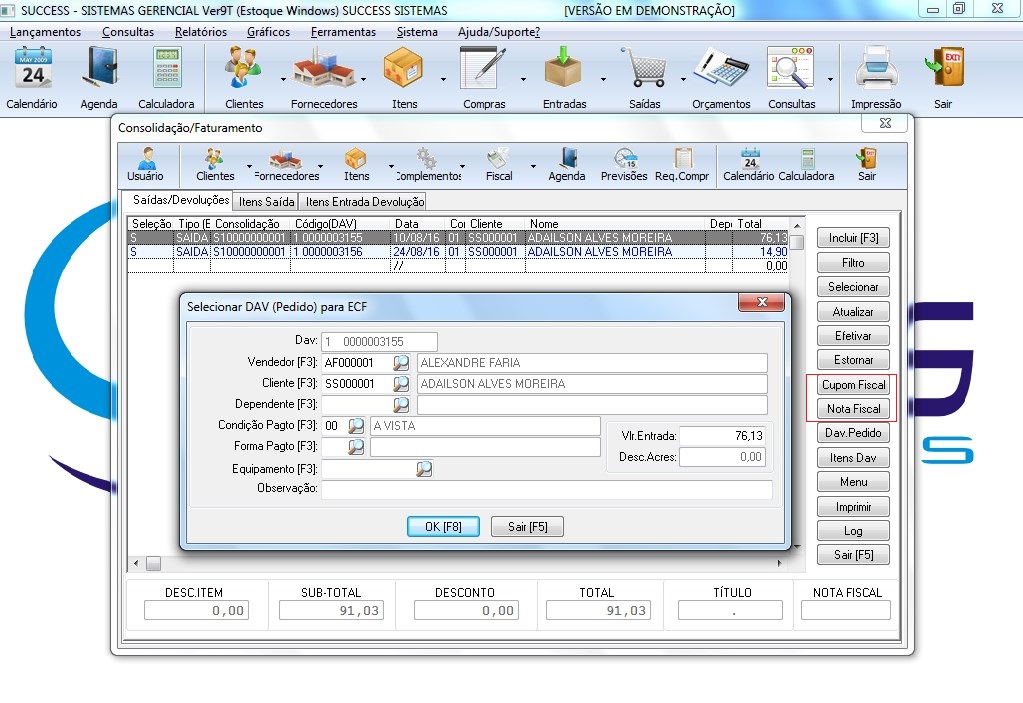 SUCCESS - SISTEMAS GERENCIAL Ver9T (Estoque Windows) SUCCESS SISTEMAS [VERSÃO EM DEMONSTRAÇÃO]
Lançamentos Consultas Relatórios Gráficos Ferramentas Sistema Ajuda/Suporte?
MAY 2009
24
EXIT
Calendário Agenda Calculadora Clientes Fornecedores Itens Compras Entradas Saídas Orçamentos Consultas Impressão Sair
Consolidação/Faturamento
24
15
Usuário Clientes Fornecedores Itens Complementos Fiscal Agenda Previsões Req.Compr Calendário Calculadora Sair
Saídas/Devoluções Itens Saída Itens Entrada Devolução
Seleção Tipo (E Consolidação Código(DAV) Data Co Cliente Nome Dep Total
S SAIDA S10000000001 1 0000003155 10/08/16 01 SS000001 ADAILSON ALVES MOREIRA 76,13
S SAIDA S10000000001 1 0000003156 24/08/16 01 SS000001 ADAILSON ALVES MOREIRA 14,90
// 0,00
Incluir [F3]
Filtro
Selecionar
Atualizar
Efetivar
Estornar
Cupom Fiscal
Nota Fiscal
Dav.Pedido
Itens Dav
Menu
Imprimir
Log
Sair [F5]
Selecionar DAV (Pedido) para ECF
Dav: 1 0000003155
Vendedor [F3]: AF000001 ALEXANDRE FARIA
Cliente [F3]: SS000001 ADAILSON ALVES MOREIRA
Dependente [F3]:
Condição Pagto [F3]: 00 A VISTA
Forma Pagto [F3]:
Vlr.Entrada: 76,13
Desc.Acres: 0,00
Equipamento [F3]:
Observação:
OK [F8] Sair [F5]
DESC.ITEM SUB-TOTAL DESCONTO TOTAL TÍTULO NOTA FISCAL
0,00 91,03 0,00 91,03 .
S